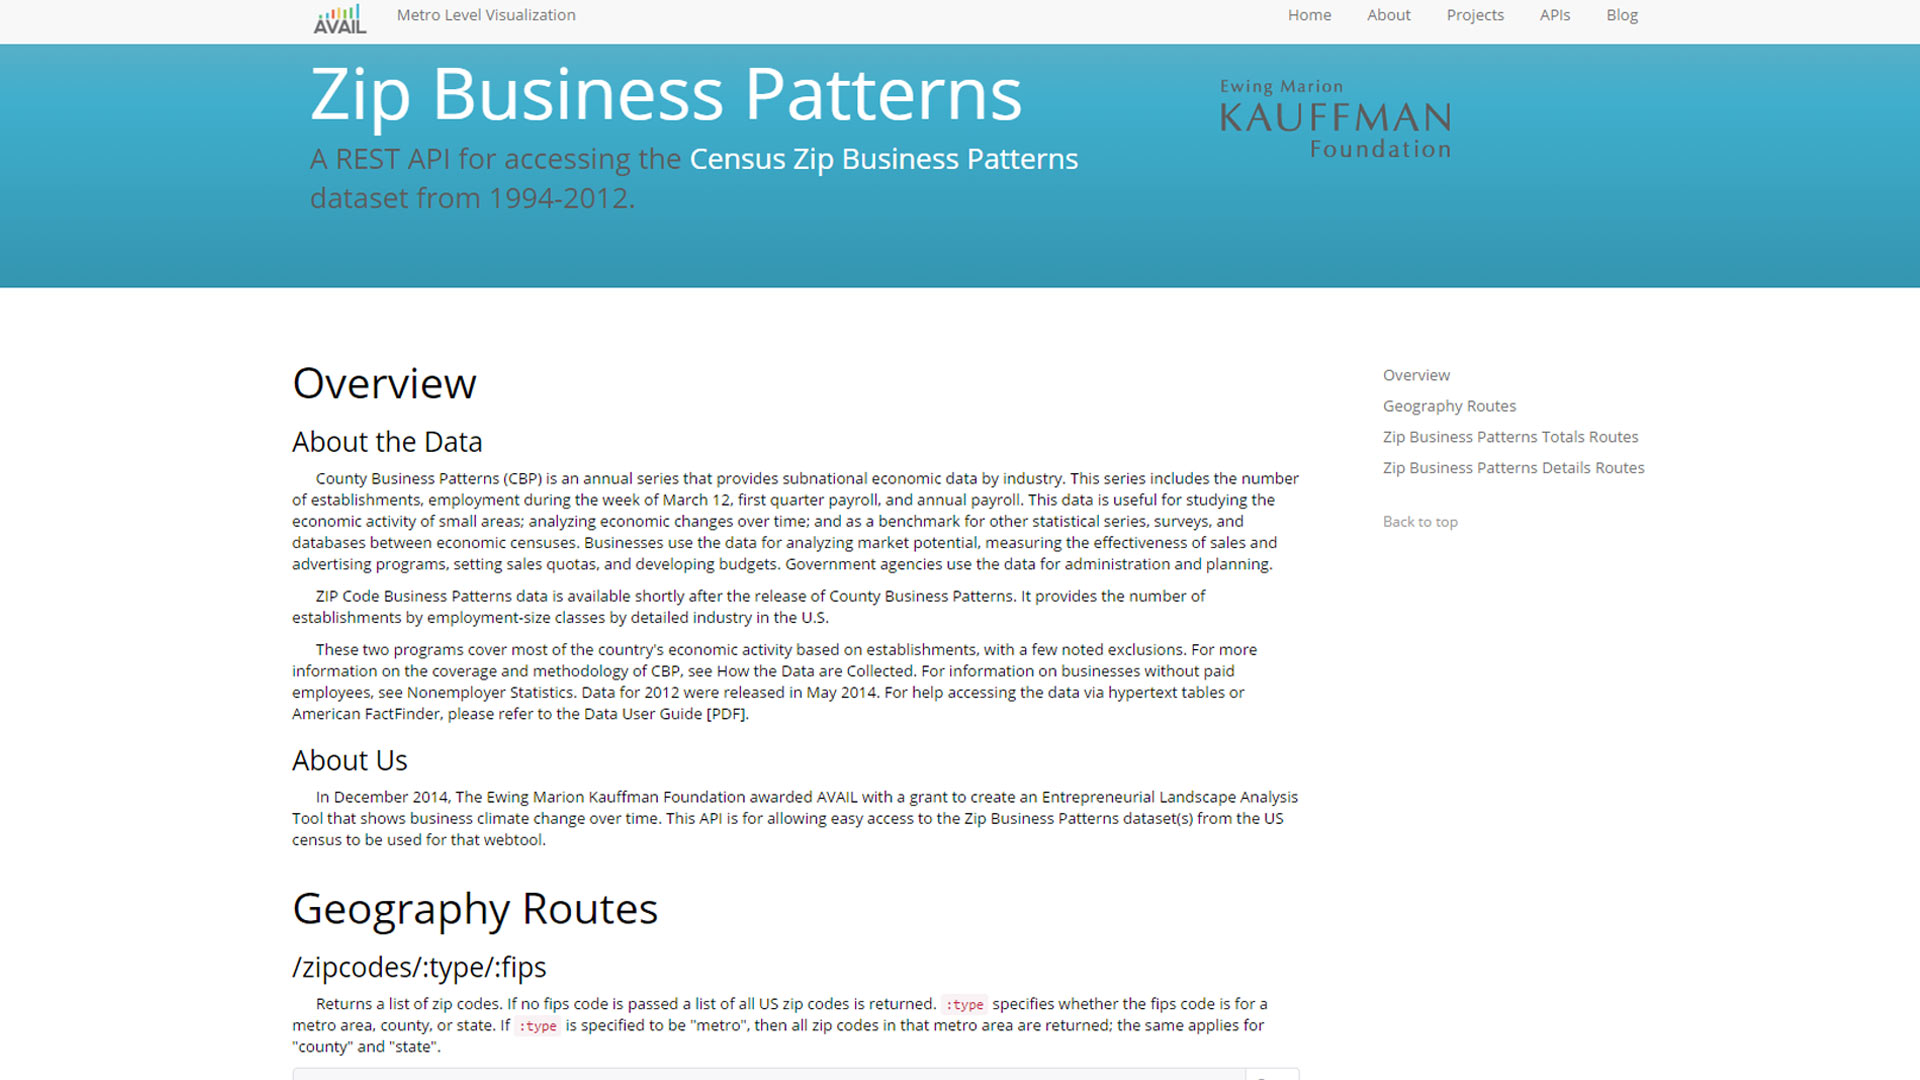 AVAIL
Metro Level Visualization
Home
About
Projects
APIs
Blog
Zip Business Patterns
A REST API for accessing the Census Zip Business Patterns
dataset from 1994-2012.
Ewing Marion
KAUFFMAN
Foundation
Overview
About the Data
County Business Patterns (CBP) is an annual series that provides subnational economic data by industry. This series includes the number
of establishments, employment during the week of March 12, first quarter payroll, and annual payroll. This data is useful for studying the
economic activity of small areas; analyzing economic changes over time; and as a benchmark for other statistical series, surveys, and
databases between economic censuses. Businesses use the data for analyzing market potential, measuring the effectiveness of sales and
advertising programs, setting sales quotas, and developing budgets. Government agencies use the data for administration and planning.
ZIP Code Business Patterns data is available shortly after the release of County Business Patterns. It provides the number of
establishments by employment-size classes by detailed industry in the U.S.
These two programs cover most of the country's economic activity based on establishments, with a few noted exclusions. For more
information on the coverage and methodology of CBP, see How the Data are Collected. For information on businesses without paid
employees, see Nonemployer Statistics. Data for 2012 were released in May 2014. For help accessing the data via hypertext tables or
American FactFinder, please refer to the Data User Guide [PDF].
About Us
In December 2014, The Ewing Marion Kauffman Foundation awarded AVAIL with a grant to create an Entrepreneurial Landscape Analysis
Tool that shows business climate change over time. This API is for allowing easy access to the Zip Business Patterns dataset(s) from the US
census to be used for that webtool.
Geography Routes
/zipcodes/:type/:fips
Returns a list of zip codes. If no fips code is passed a list of all US zip codes is returned. :type specifies whether the fips code is for a
metro area, county, or state. If :type is specified to be "metro", then all zip codes in that metro area are returned; the same applies for
"county" and "state".
Overview
Geography Routes
Zip Business Patterns Totals Routes
Zip Business Patterns Details Routes
Back to top